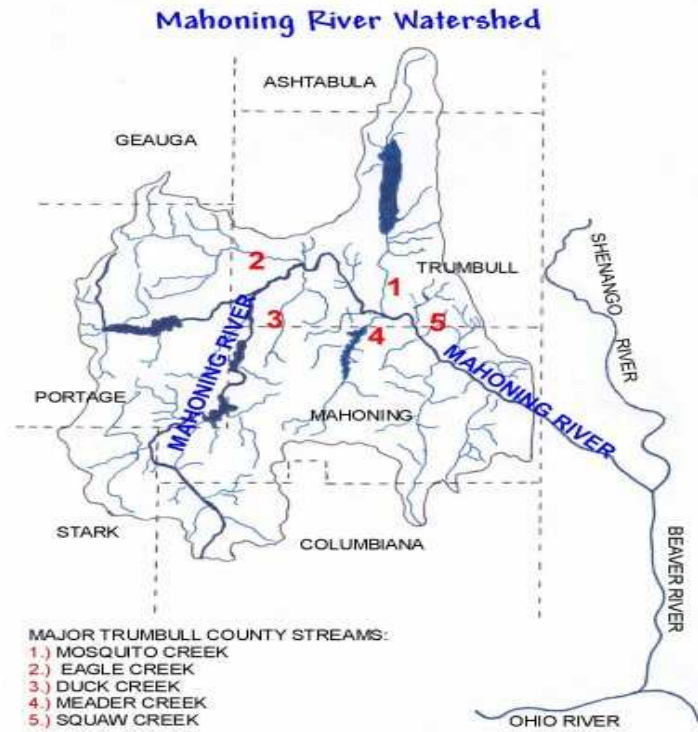 Mahoning River Watershed
ASHTABULA
GEAUGA
2
1
TRUMBULL
SHENANGO
RIVER
3
5
4
MAHONING RIVER
MAHONING RIVER
PORTAGE
MAHONING
STARK
COLUMBIANA
BEAVER RIVER
MAJOR TRUMBULL COUNTY STREAMS:
1.) MOSQUITO CREEK
2.) EAGLE CREEK
3.) DUCK CREEK
4.) MEADER CREEK
5.) SQUAW CREEK
OHIO RIVER